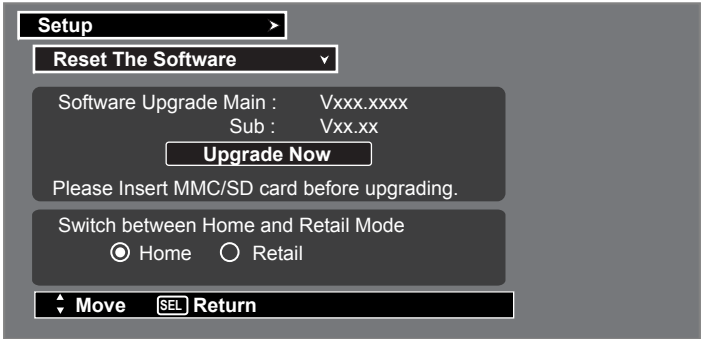 Setup
Reset The Software
Software Upgrade Main : Vxxx.xxxx
Sub : Vxx.xx
Upgrade Now
Please Insert MMC/SD card before upgrading.
Switch between Home and Retail Mode
Home Retail
Move SEL Return